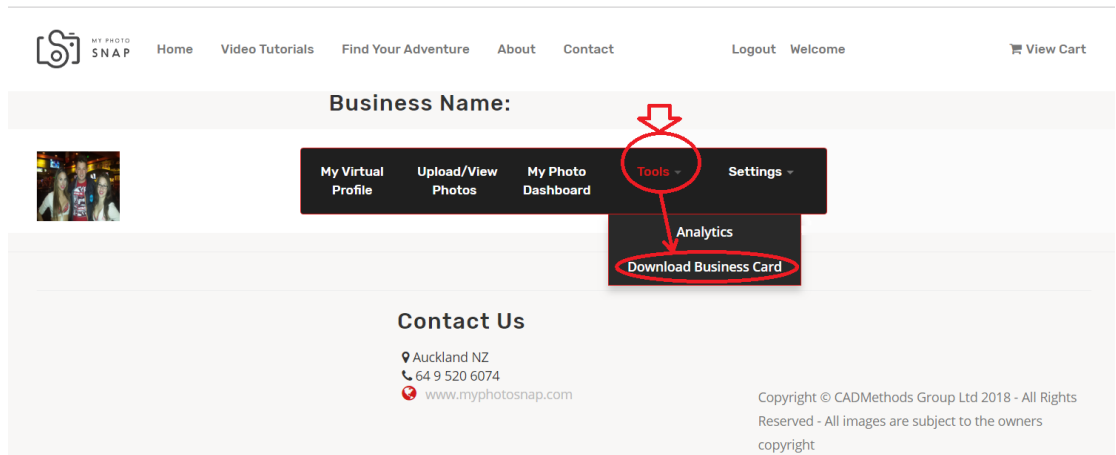 MY PHOTO
SNAP
Home Video Tutorials Find Your Adventure About Contact Logout Welcome View Cart
Business Name:
My Virtual Profile
Upload/View Photos
My Photo Dashboard
Tools
Settings
Analytics
Download Business Card
Contact Us
Auckland NZ
64 9 520 6074
www.myphotosnap.com
Copyright © CADMethods Group Ltd 2018 - All Rights
Reserved - All images are subject to the owners
copyright